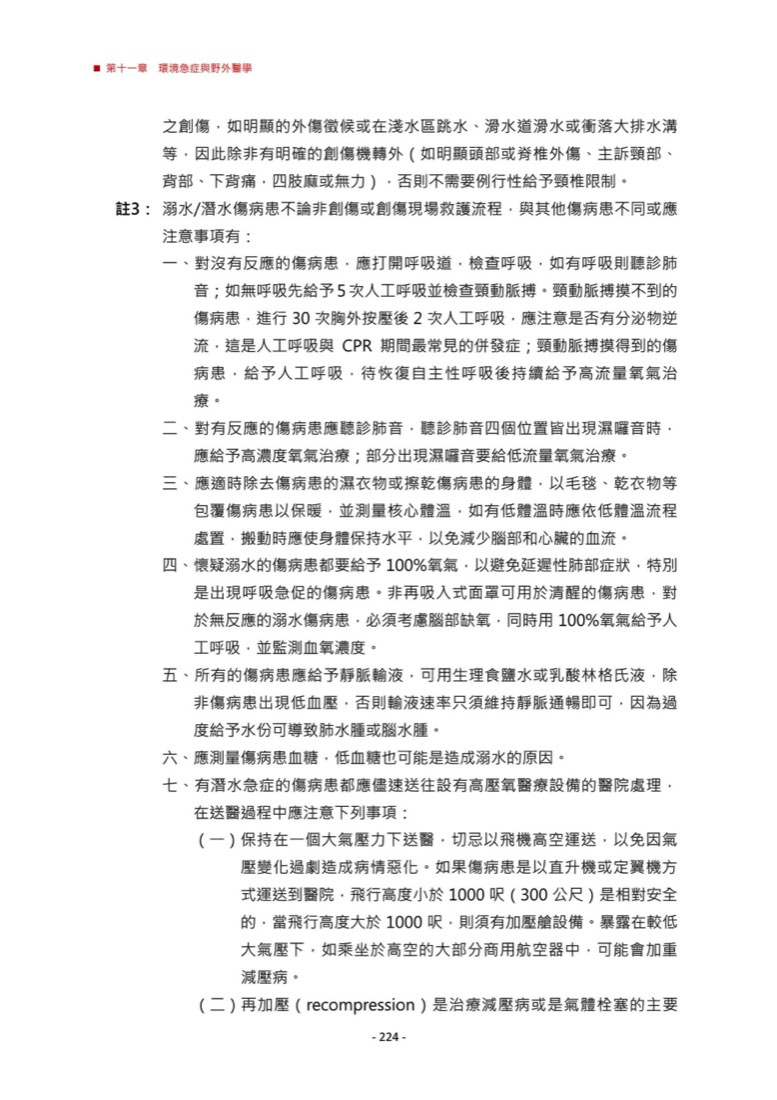 ■ 第十一章　環境急症與野外醫學
之創傷，如明顯的外傷徵候或在淺水區跳水、滑水道滑水或衝落大排水溝
等，因此除非有明確的創傷機轉外（如明顯頭部或脊椎外傷、主訴頸部、
背部、下背痛，四肢麻或無力），否則不需要例行性給予頸椎限制。
註3：溺水/潛水傷病患不論非創傷或創傷現場救護流程，與其他傷病患不同或應
注意事項有：
一、對沒有反應的傷病患，應打開呼吸道，檢查呼吸，如有呼吸則聽診肺
音；如無呼吸先給予5次人工呼吸並檢查頸動脈搏。頸動脈搏摸不到的
傷病患，進行 30 次胸外按壓後 2 次人工呼吸，應注意是否有分泌物逆
流，這是人工呼吸與 CPR 期間最常見的併發症；頸動脈搏摸得到的傷
病患，給予人工呼吸，待恢復自主性呼吸後持續給予高流量氧氣治
療。
二、對有反應的傷病患應聽診肺音，聽診肺音四個位置皆出現濕囉音時，
應給予高濃度氧氣治療；部分出現濕囉音要給低流量氧氣治療。
三、應適時除去傷病患的濕衣物或擦乾傷病患的身體，以毛毯、乾衣物等
包覆傷病患以保暖，並測量核心體溫，如有低體溫時應依低體溫流程
處置，搬動時應使身體保持水平，以免減少腦部和心臟的血流。
四、懷疑溺水的傷病患都要給予 100%氧氣，以避免延遲性肺部症狀，特別
是出現呼吸急促的傷病患。非再吸入式面罩可用於清醒的傷病患，對
於無反應的溺水傷病患，必須考慮腦部缺氧，同時用 100%氧氣給予人
工呼吸，並監測血氧濃度。
五、所有的傷病患應給予靜脈輸液，可用生理食鹽水或乳酸林格氏液，除
非傷病患出現低血壓，否則輸液速率只須維持靜脈通暢即可，因為過
度給予水份可導致肺水腫或腦水腫。
六、應測量傷病患血糖，低血糖也可能是造成溺水的原因。
七、有潛水急症的傷病患都應儘速送往設有高壓氧醫療設備的醫院處理，
在送醫過程中應注意下列事項：
（一）保持在一個大氣壓力下送醫，切忌以飛機高空運送，以免因氣
壓變化過劇造成病情惡化。如果傷病患是以直升機或定翼機方
式運送到醫院，飛行高度小於 1000 呎（300 公尺）是相對安全
的，當飛行高度大於 1000 呎，則須有加壓艙設備。暴露在較低
大氣壓下，如乘坐於高空的大部分商用航空器中，可能會加重
減壓病。
（二）再加壓（recompression）是治療減壓病或是氣體栓塞的主要
- 224 -